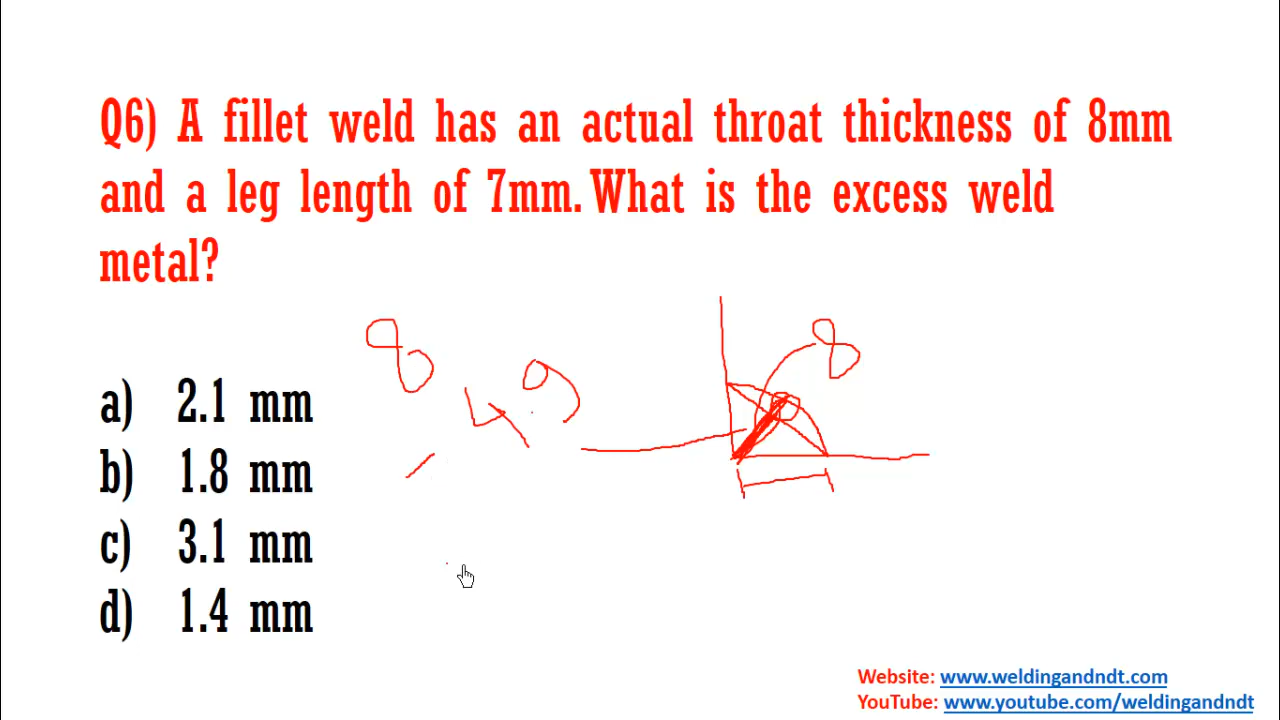 Q6) A fillet weld has an actual throat thickness of 8mm
and a leg length of 7mm. What is the excess weld
metal?
8
4 9
8
a) 2.1 mm
b) 1.8 mm
c) 3.1 mm
d) 1.4 mm
Website: www.weldingandndt.com
YouTube: www.youtube.com/weldingandndt